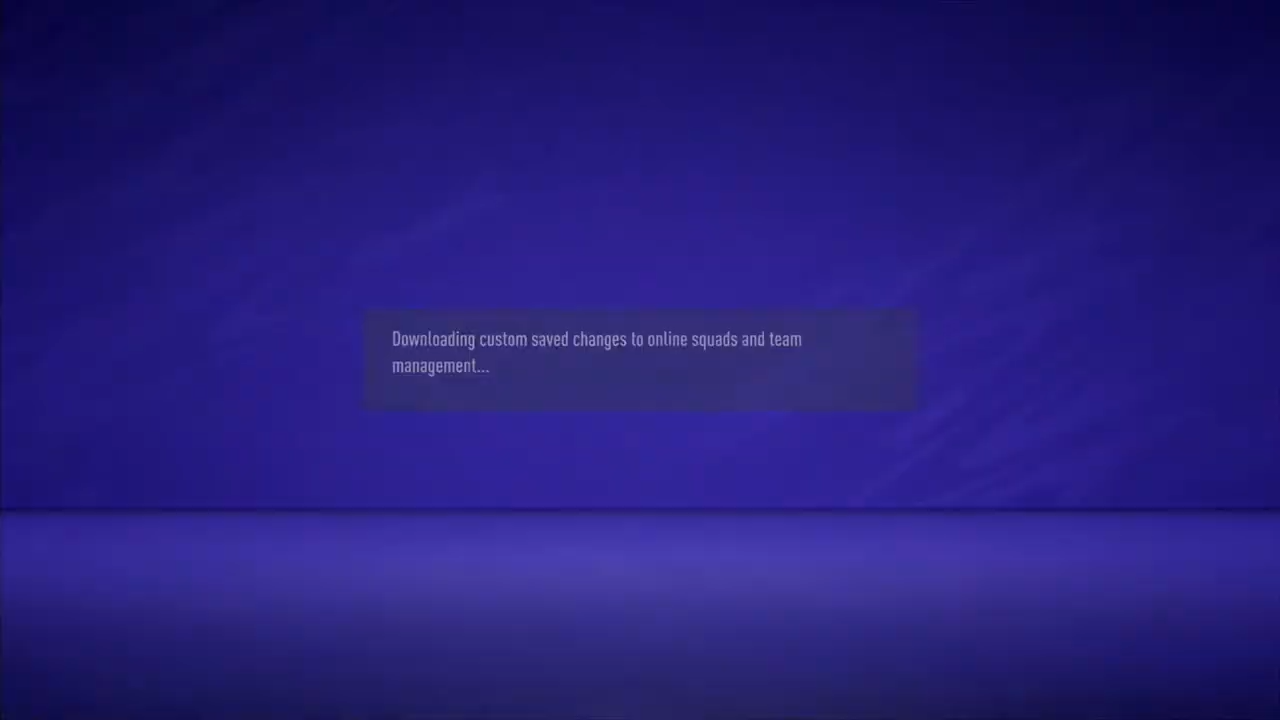 Downloading custom saved changes to online squads and team
management...